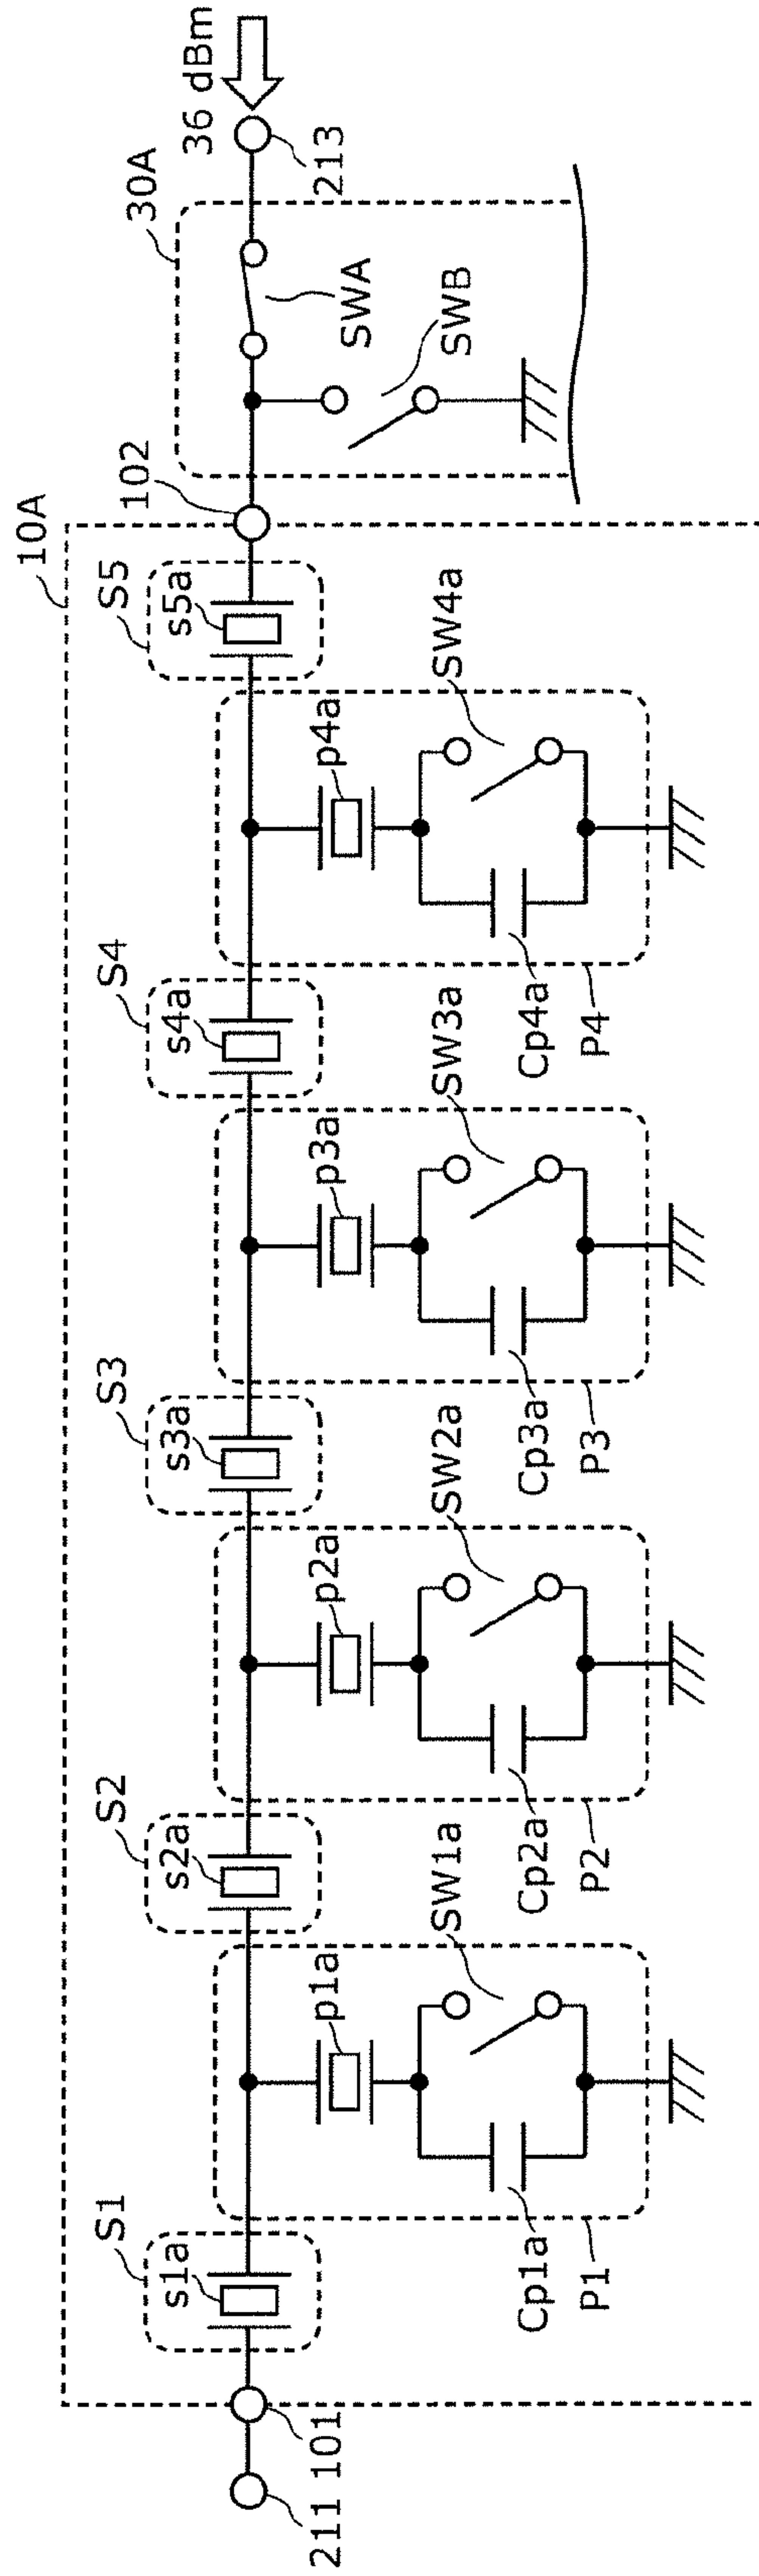 10A
30A
36 dBm
S1
S2
S3
S4
S5
102
s1a
s2a
s3a
s4a
s5a
213
211
101
p1a
p2a
p3a
p4a
SWA
SW1a
SW2a
SW3a
SW4a
SWB
Cp1a
Cp2a
Cp3a
Cp4a
P1
P2
P3
P4